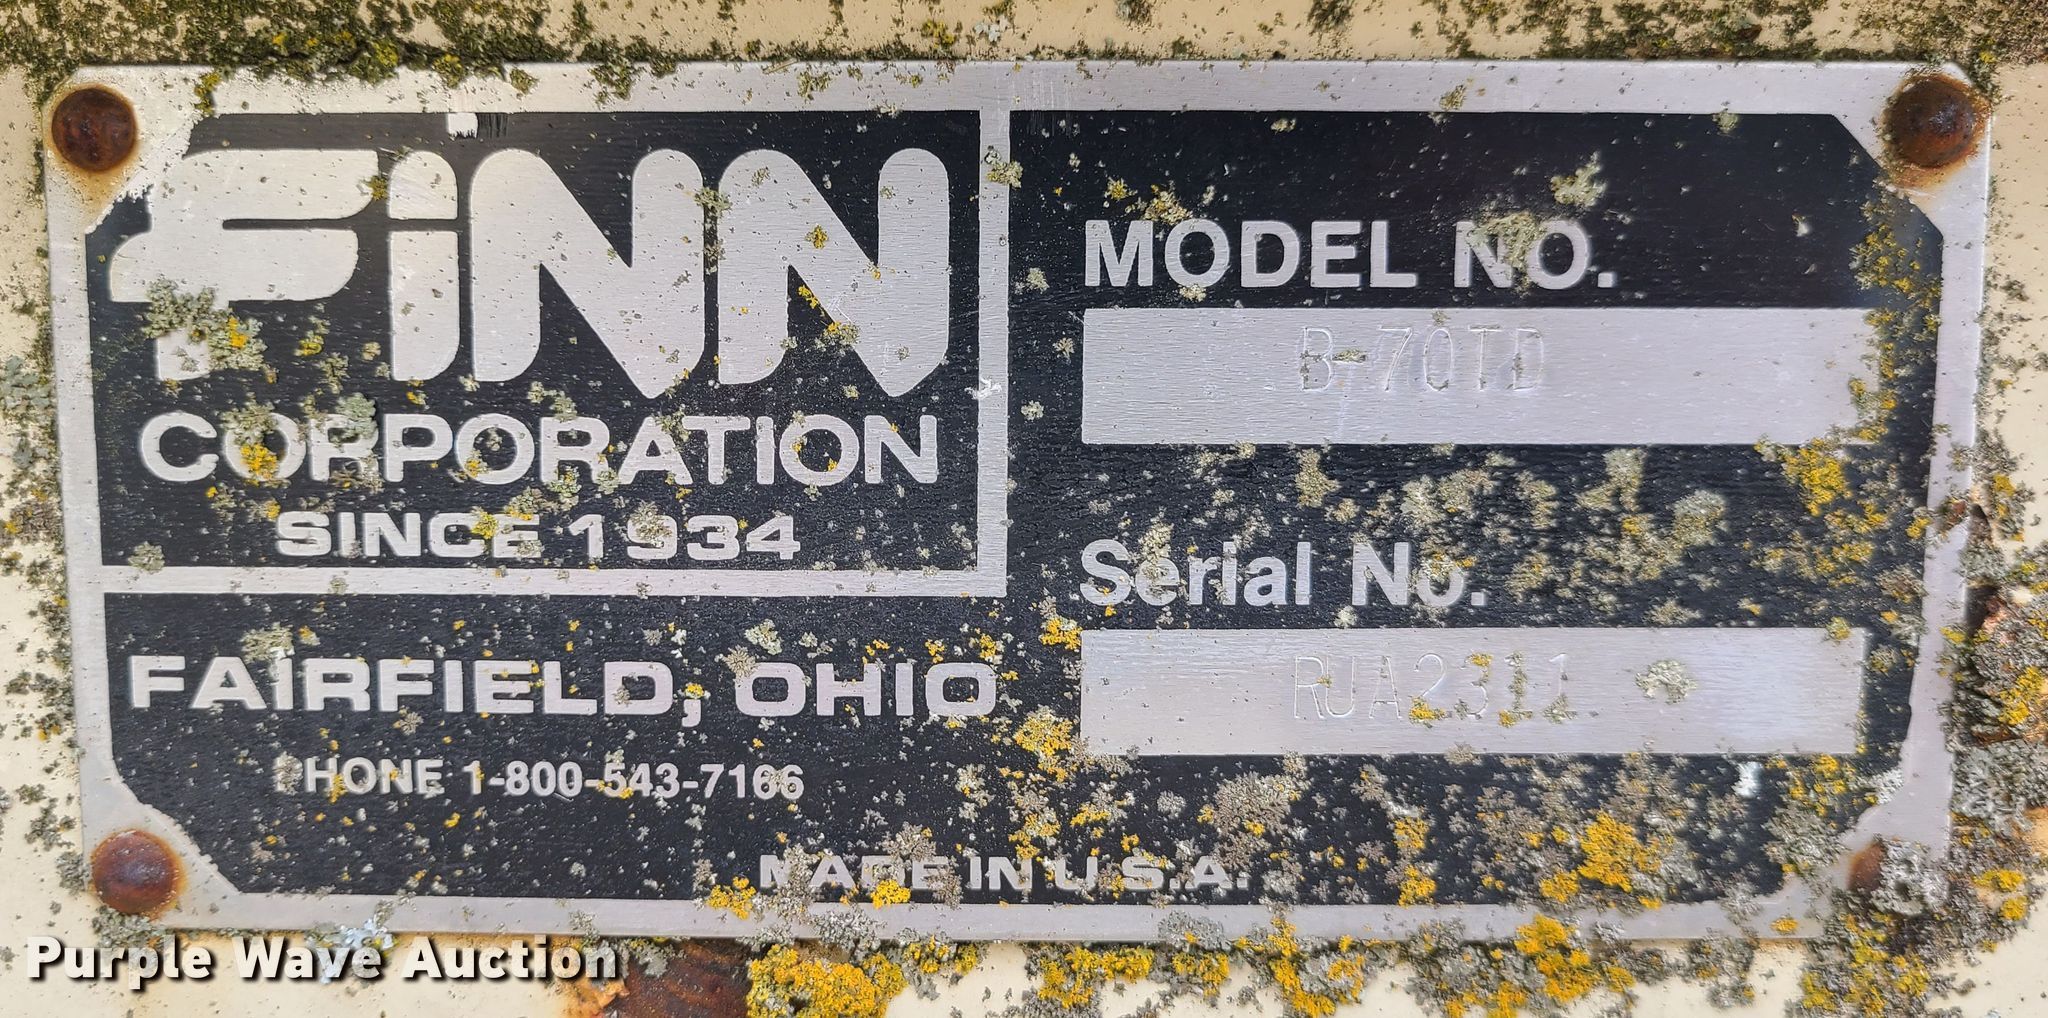 FiNN
CORPORATION
SINCE 1934
FAIRFIELD, OHIO
PHONE 1-800-543-7166
MODEL NO.
B-70TD
Serial No.
RUA2311
MADE IN U.S.A.
Purple Wave Auction